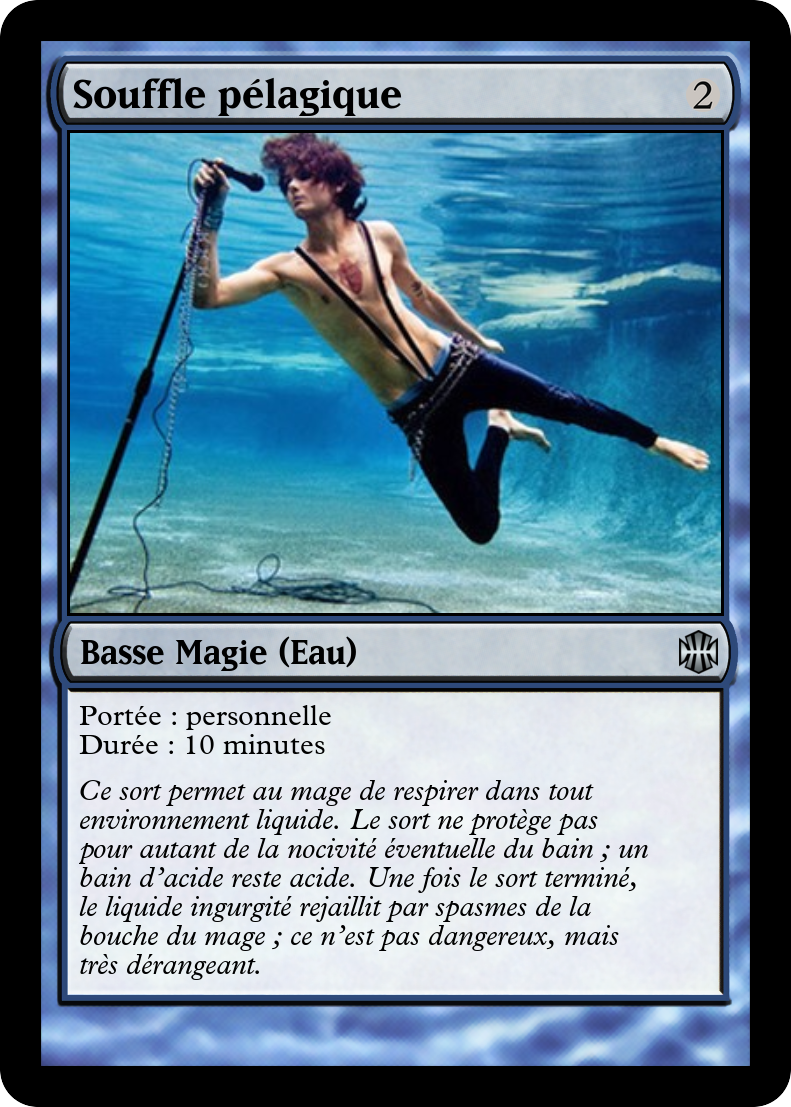 Souffle pélagique 2
Basse Magie (Eau)
Portée : personnelle
Durée : 10 minutes
Ce sort permet au mage de respirer dans tout
environnement liquide. Le sort ne protège pas
pour autant de la nocivité éventuelle du bain ; un
bain d'acide reste acide. Une fois le sort terminé,
le liquide ingurgité rejaillit par spasmes de la
bouche du mage ; ce n'est pas dangereux, mais
très dérangeant.